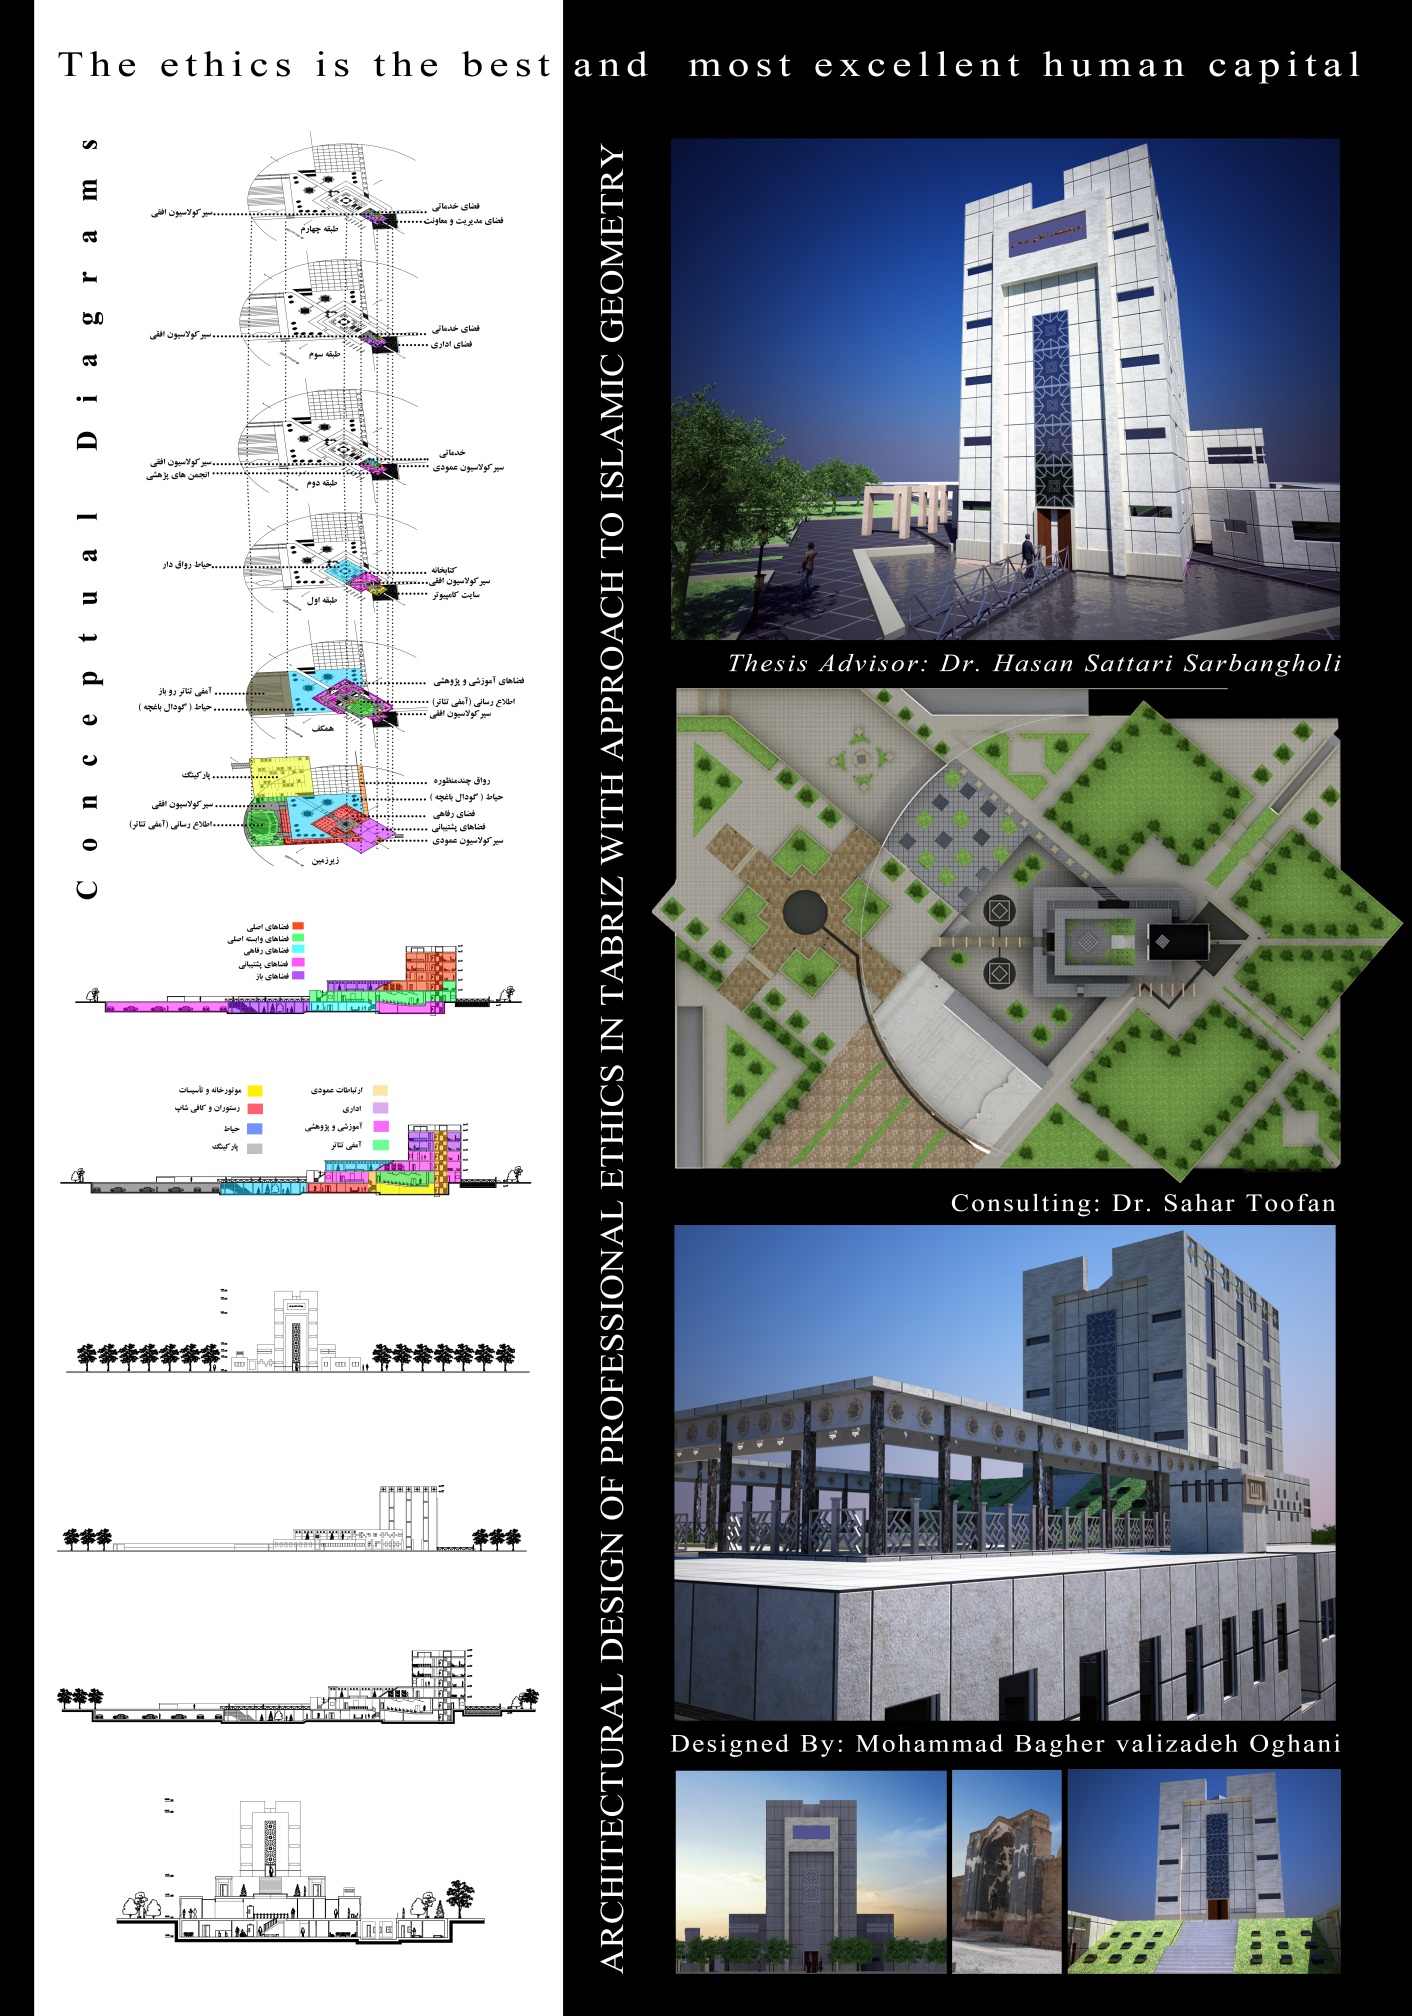 The ethics is the best and most excellent human capital
Conceptual Diagrams
فضای خدماتی
سیرکولاسیون افقی
فضای مدیریت و معاونت
طبقه چهارم
فضای خدماتی
سیرکولاسیون افقی
فضای اداری
طبقه سوم
خدماتی
سیرکولاسیون افقی
سیرکولاسیون عمودی
انجمن های پژهشی
طبقه دوم
حیاط رواق دار
کتابخانه
سیرکولاسیون افقی
سایت کامپیوتر
طبقه اول
فضاهای آموزشی و پژوهشی
آمفی تئاتر رو باز
اطلاع رسانی (آمفی تئاتر)
حیاط ( گودال باغچه )
سیرکولاسیون افقی
همکف
پارکینگ
رواق چندمنظوره
حیاط ( گودال باغچه )
سیرکولاسیون افقی
فضای رفاهی
اطلاع رسانی (آمفی تئاتر)
فضاهای پشتیبانی
سیرکولاسیون عمودی
زیرزمین
فضاهای اصلی
فضاهای وابسته اصلی
فضاهای رفاهی
فضاهای پشتیبانی
فضاهای باز
ارتباطات عمودی
موتورخانه و تأسیسات
اداری
رستوران و کافی شاپ
آموزشی و پژوهشی
حیاط
آمفی تئاتر
پارکینگ
ARCHITECTURAL DESIGN OF PROFESSIONAL ETHICS IN TABRIZ WITH APPROACH TO ISLAMIC GEOMETRY
Thesis Advisor: Dr. Hasan Sattari Sarbangholi
Consulting: Dr. Sahar Toofan
Designed By: Mohammad Bagher valizadeh Oghani